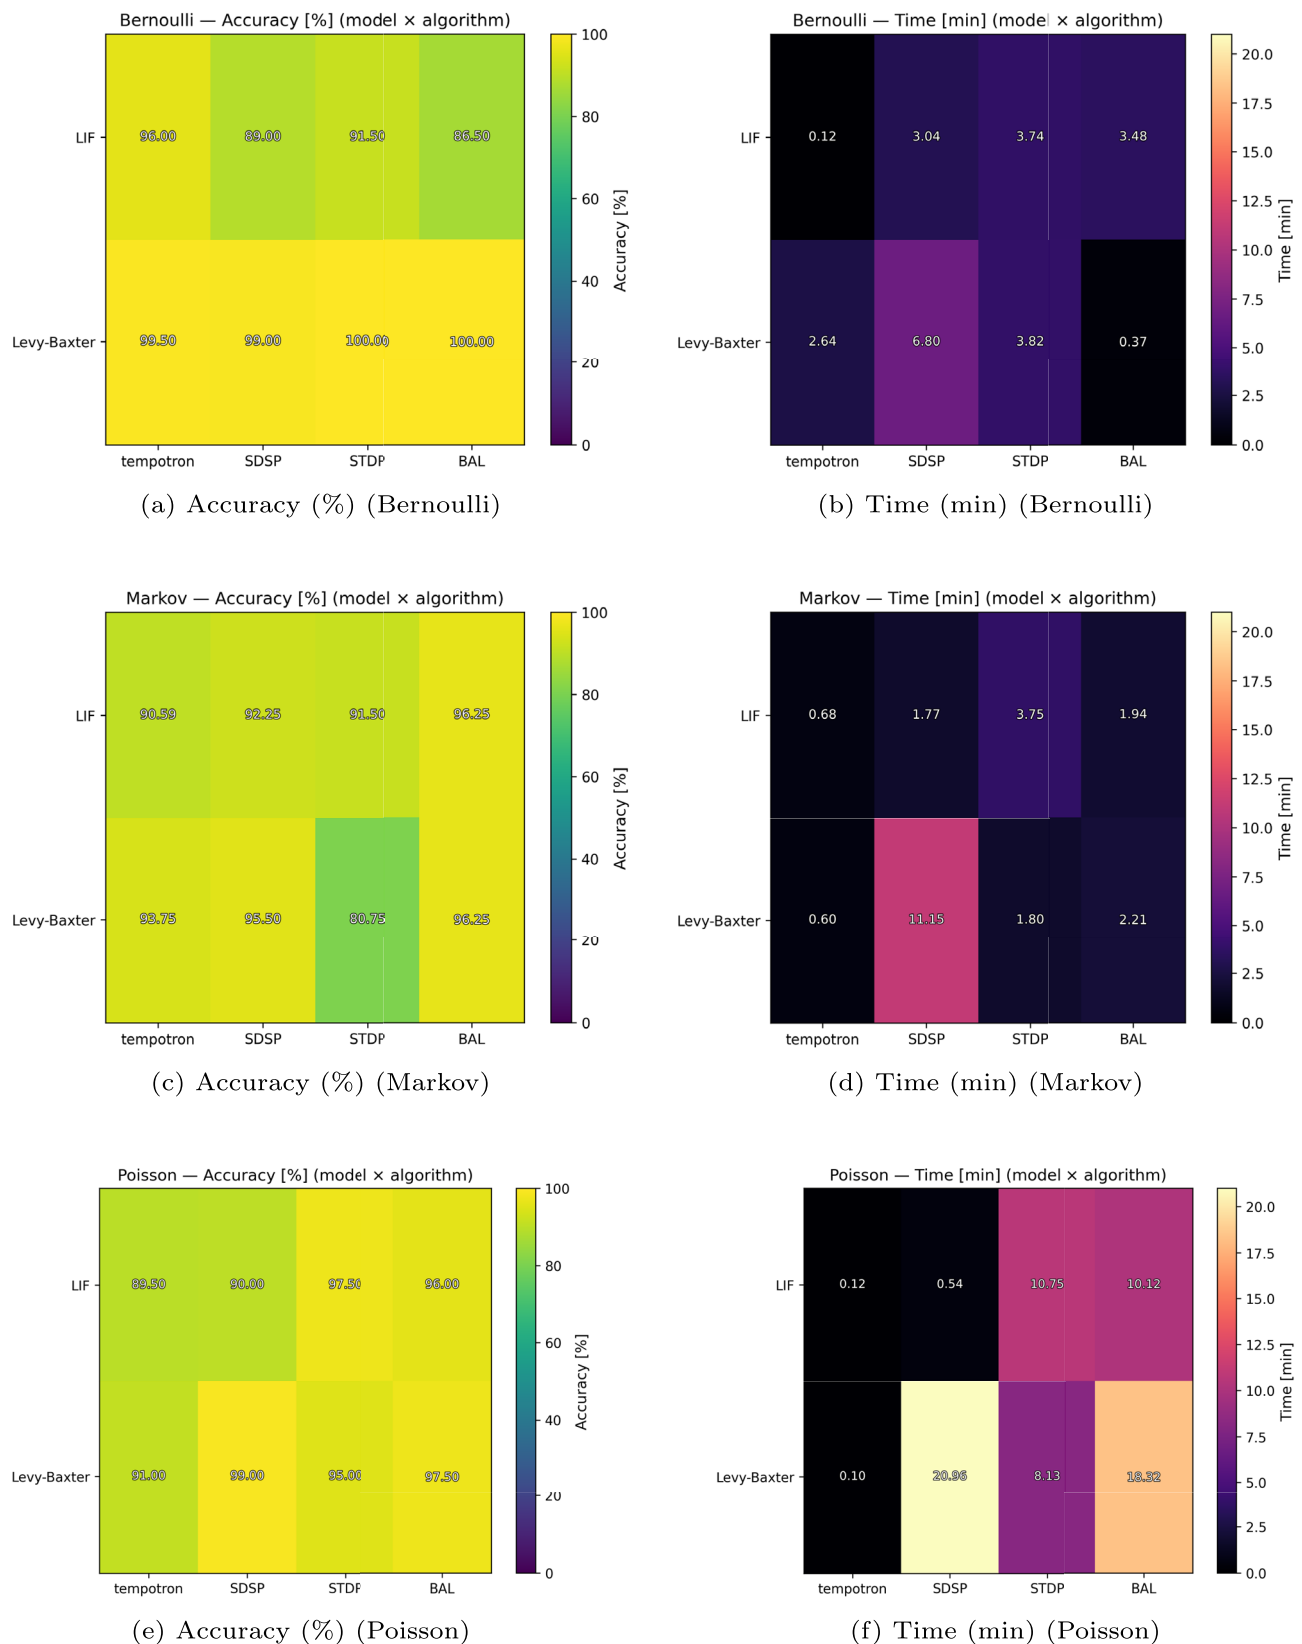 Bernoulli — Accuracy [%] (model × algorithm)
LIF
96.00 89.00 91.50 86.50
Levy-Baxter
99.50 99.00 100.00 100.00
tempotron SDSP STDP BAL
100
80
60
40
20
0
Accuracy [%]
(a) Accuracy (%) (Bernoulli)
Bernoulli — Time [min] (model × algorithm)
LIF
0.12 3.04 3.74 3.48
Levy-Baxter
2.64 6.80 3.82 0.37
tempotron SDSP STDP BAL
20.0
17.5
15.0
12.5
10.0
7.5
5.0
2.5
0.0
Time [min]
(b) Time (min) (Bernoulli)
Markov — Accuracy [%] (model × algorithm)
LIF
90.59 92.25 91.50 96.25
Levy-Baxter
93.75 95.50 80.75 96.25
tempotron SDSP STDP BAL
100
80
60
40
20
0
Accuracy [%]
(c) Accuracy (%) (Markov)
Markov — Time [min] (model × algorithm)
LIF
0.68 1.77 3.75 1.94
Levy-Baxter
0.60 11.15 1.80 2.21
tempotron SDSP STDP BAL
20.0
17.5
15.0
12.5
10.0
7.5
5.0
2.5
0.0
Time [min]
(d) Time (min) (Markov)
Poisson — Accuracy [%] (model × algorithm)
LIF
89.50 90.00 97.50 96.00
Levy-Baxter
91.00 99.00 95.00 97.50
tempotron SDSP STDP BAL
100
80
60
40
20
0
Accuracy [%]
(e) Accuracy (%) (Poisson)
Poisson — Time [min] (model × algorithm)
LIF
0.12 0.54 10.75 10.12
Levy-Baxter
0.10 20.96 8.13 18.32
tempotron SDSP STDP BAL
20.0
17.5
15.0
12.5
10.0
7.5
5.0
2.5
0.0
Time [min]
(f) Time (min) (Poisson)